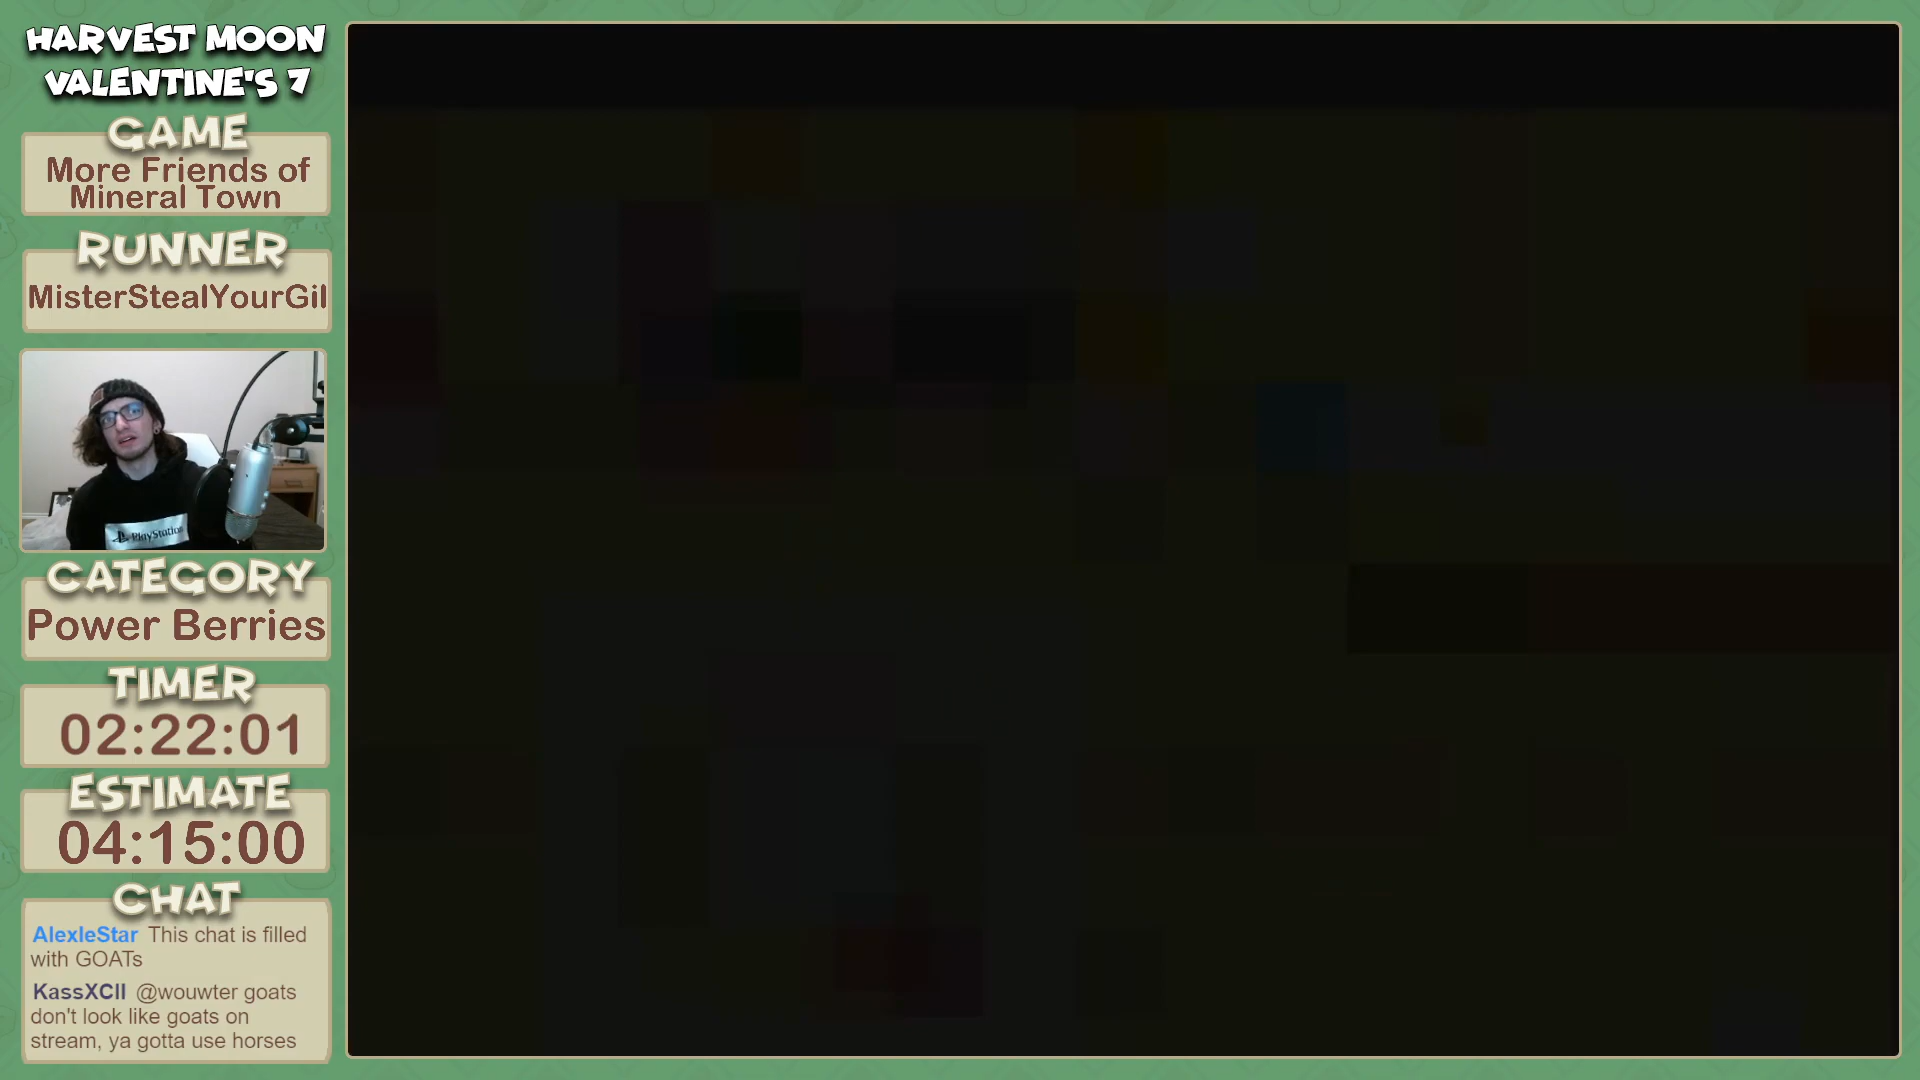 HARVEST MOON
VALENTINE'S 7
GAME
More Friends of
Mineral Town
RUNNER
MisterStealYourGil
PlayStation
CATEGORY
Power Berries
TIMER
02:22:01
ESTIMATE
04:15:00
CHAT
AlexleStar This chat is filled
with GOATs
KassXCII @wouwter goats
don't look like goats on
stream, ya gotta use horses